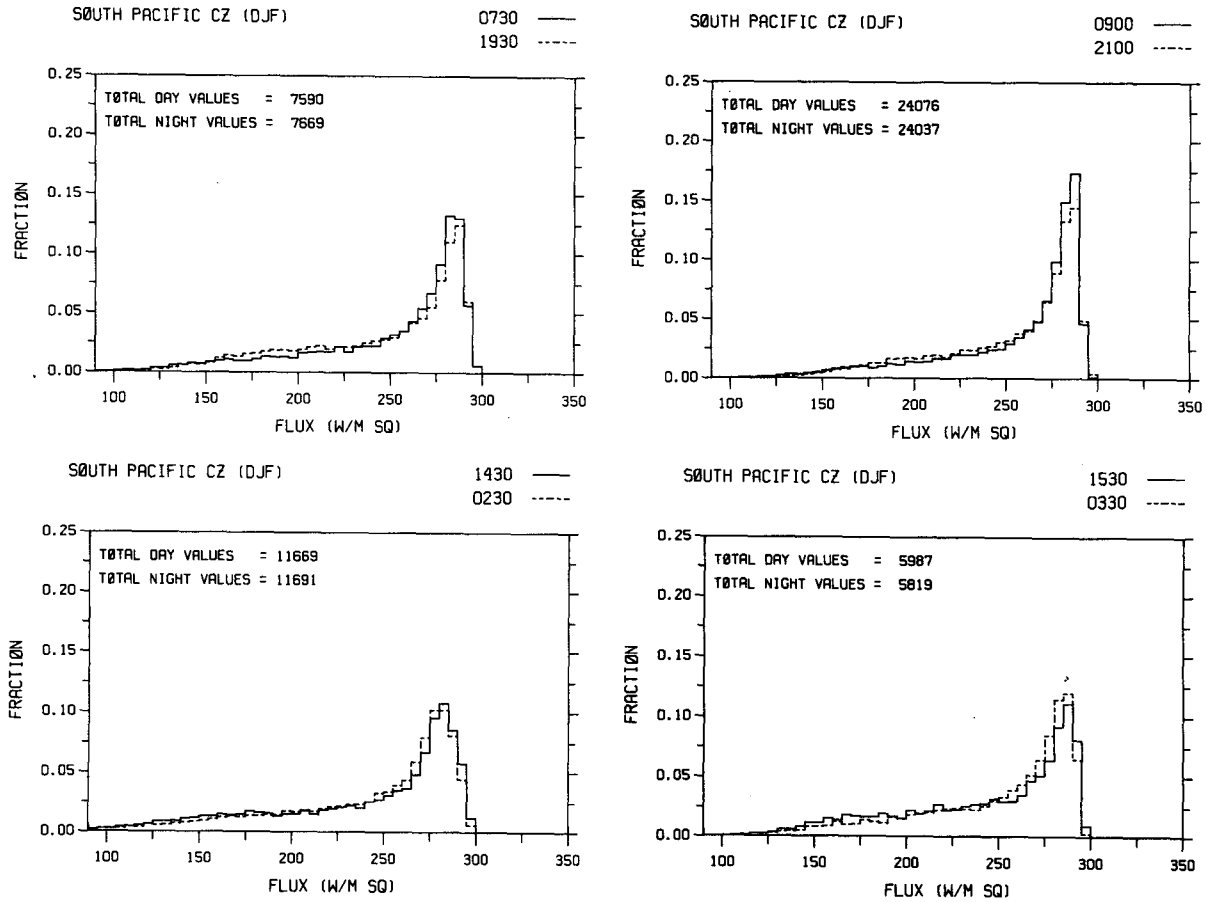 SØUTH PACIFIC CZ (DJF)
0730
1930
0.25
0.20
0.15
0.10
0.05
0.00
FRACTIØN
TØTAL DAY VALUES = 7590
TØTAL NIGHT VALUES = 7669
100 150 200 250 300 350
FLUX (W/M SQ)
SØUTH PACIFIC CZ (DJF)
0900
2100
0.25
0.20
0.15
0.10
0.05
0.00
FRACTIØN
TØTAL DAY VALUES = 24076
TØTAL NIGHT VALUES = 24037
100 150 200 250 300 350
FLUX (W/M SQ)
SØUTH PACIFIC CZ (DJF)
1430
0230
0.25
0.20
0.15
0.10
0.05
0.00
FRACTIØN
TØTAL DAY VALUES = 11669
TØTAL NIGHT VALUES = 11691
100 150 200 250 300 350
FLUX (W/M SQ)
SØUTH PACIFIC CZ (DJF)
1530
0330
0.25
0.20
0.15
0.10
0.05
0.00
FRACTIØN
TØTAL DAY VALUES = 5987
TØTAL NIGHT VALUES = 5819
100 150 200 250 300 350
FLUX (W/M SQ)